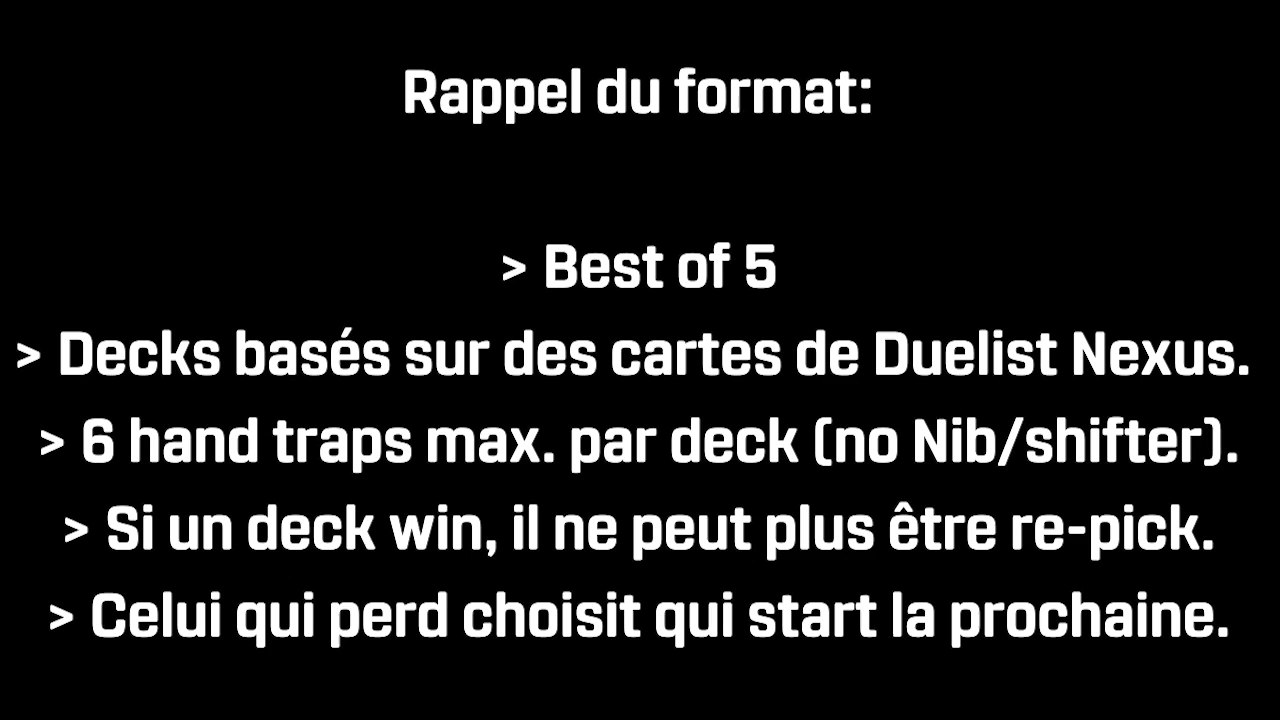 Rappel du format:
> Best of 5
> Decks basés sur des cartes de Duelist Nexus.
> 6 hand traps max. par deck (no Nib/shifter).
> Si un deck win, il ne peut plus être re-pick.
> Celui qui perd choisit qui start la prochaine.